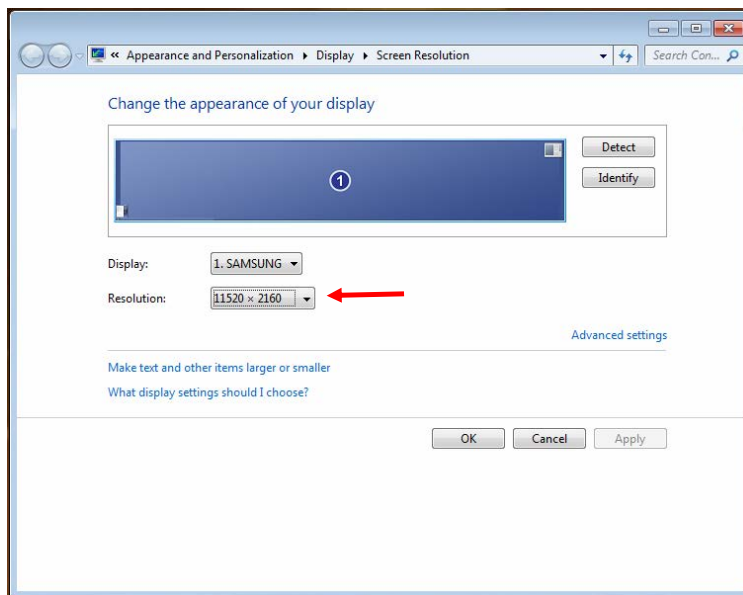 « Appearance and Personalization ▸ Display ▸ Screen Resolution
Search Con...
Change the appearance of your display
1
Detect
Identify
Display: 1. SAMSUNG
Resolution: 11520 × 2160
Advanced settings
Make text and other items larger or smaller
What display settings should I choose?
OK Cancel Apply